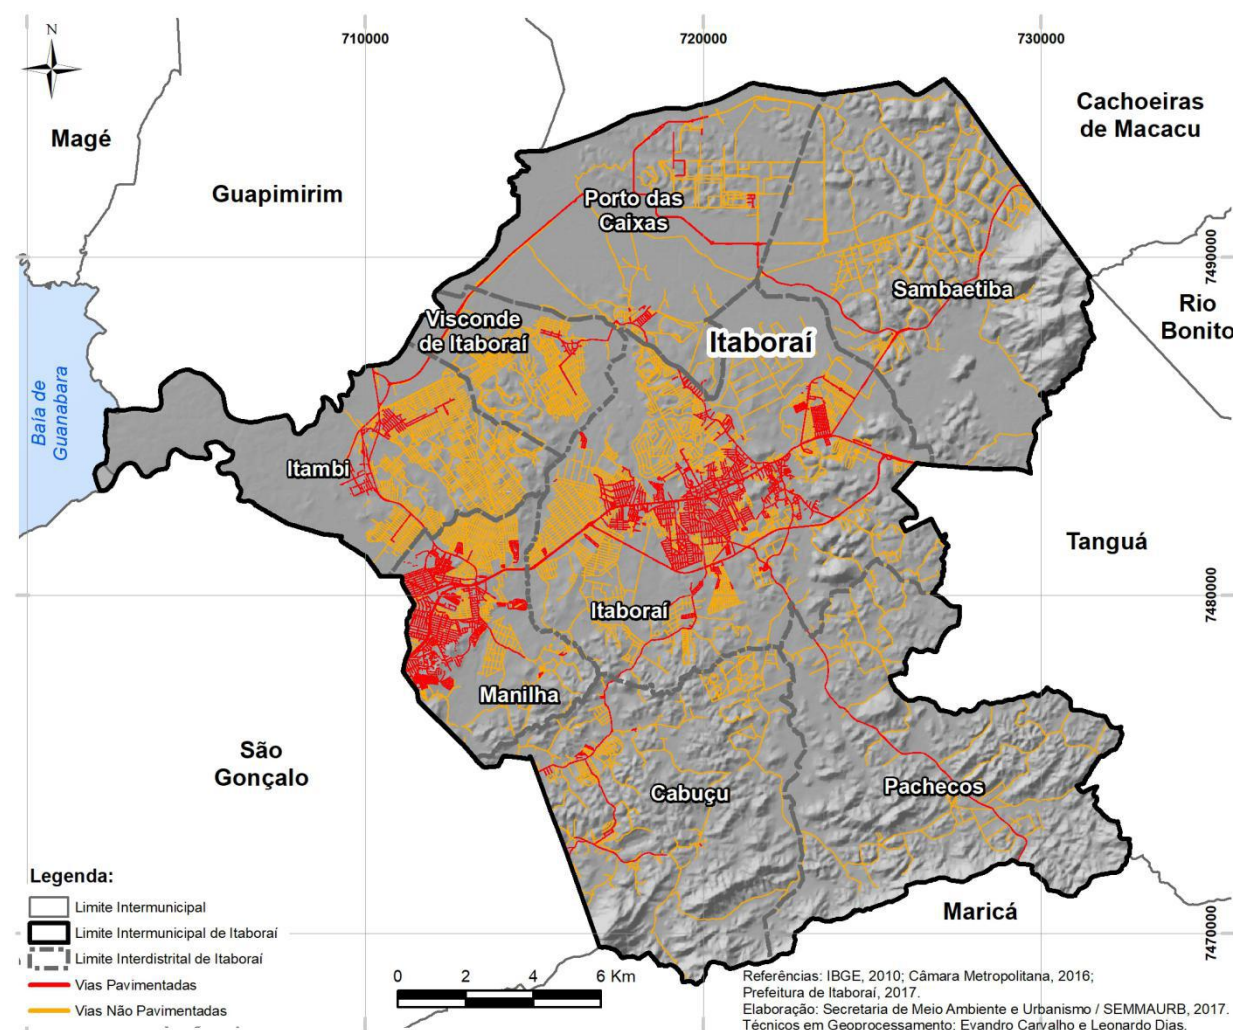 N
710000
720000
730000
Magé
Guapimirim
Cachoeiras
de Macacu
Porto das
Caixas
7490000
Sambaetiba
Rio
Bonito
Visconde
de Itaboraí
Itaboraí
Baía de
Guanabara
Itambi
Tanguá
Itaboraí
7480000
Manilha
São
Gonçalo
Cabuçu
Pachecos
Maricá
7470000
Legenda:
Limite Intermunicipal
Limite Intermunicipal de Itaboraí
Limite Interdistrital de Itaboraí
Vias Pavimentadas
Vias Não Pavimentadas
0 2 4 6 Km
Referências: IBGE, 2010; Câmara Metropolitana, 2016;
Prefeitura de Itaboraí, 2017.
Elaboração: Secretaria de Meio Ambiente e Urbanismo / SEMMAURB, 2017.
Técnicos em Geoprocessamento: Evandro Carvalho e Leonardo Dias.